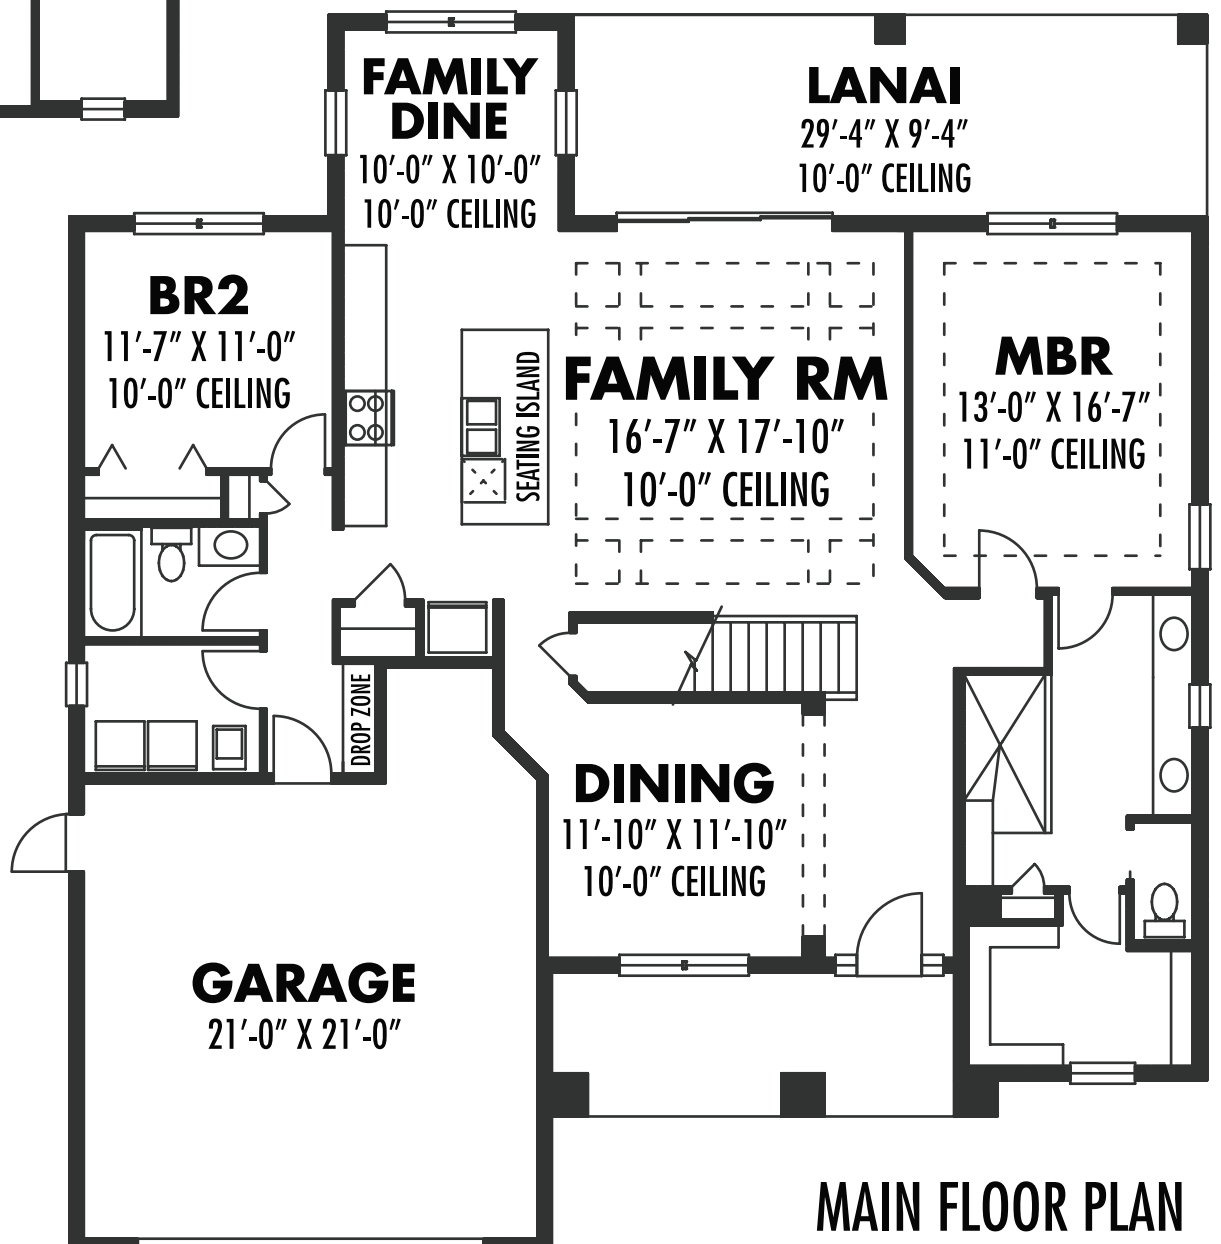 FAMILY
DINE
10'-0" X 10'-0"
10'-0" CEILING
LANAI
29'-4" X 9'-4"
10'-0" CEILING
BR2
11'-7" X 11'-0"
10'-0" CEILING
SEATING ISLAND
FAMILY RM
16'-7" X 17'-10"
10'-0" CEILING
MBR
13'-0" X 16'-7"
11'-0" CEILING
DROP ZONE
DINING
11'-10" X 11'-10"
10'-0" CEILING
GARAGE
21'-0" X 21'-0"
MAIN FLOOR PLAN